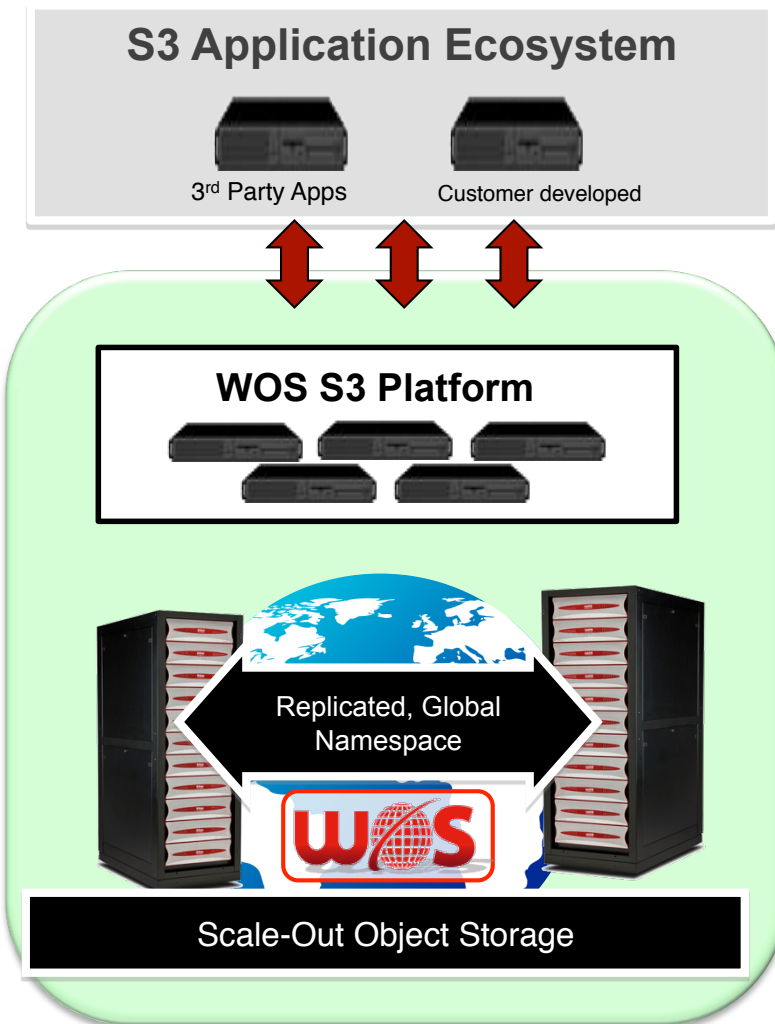 S3 Application Ecosystem
3rd Party Apps
Customer developed
WOS S3 Platform
Replicated, Global
Namespace
WOS
Scale-Out Object Storage